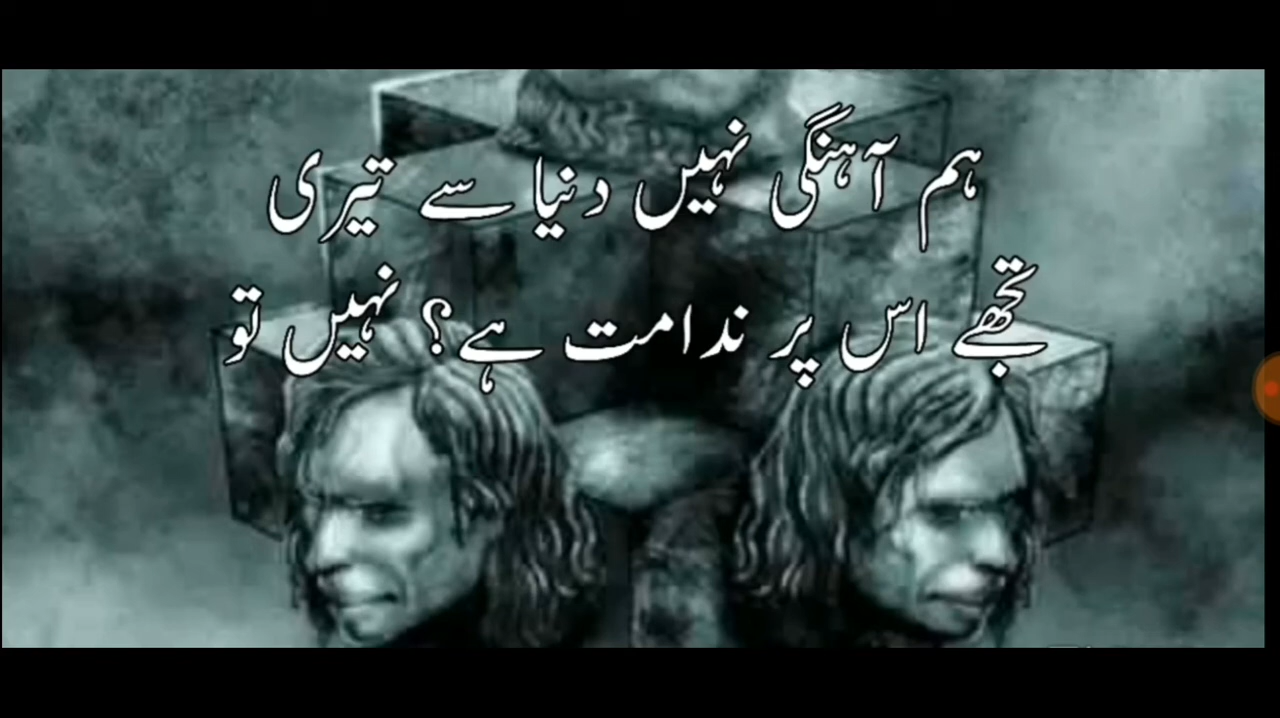 ہم آہنگی نہیں دنیا سے تیری
تجھے اس پر ندامت ہے؟ نہیں تو